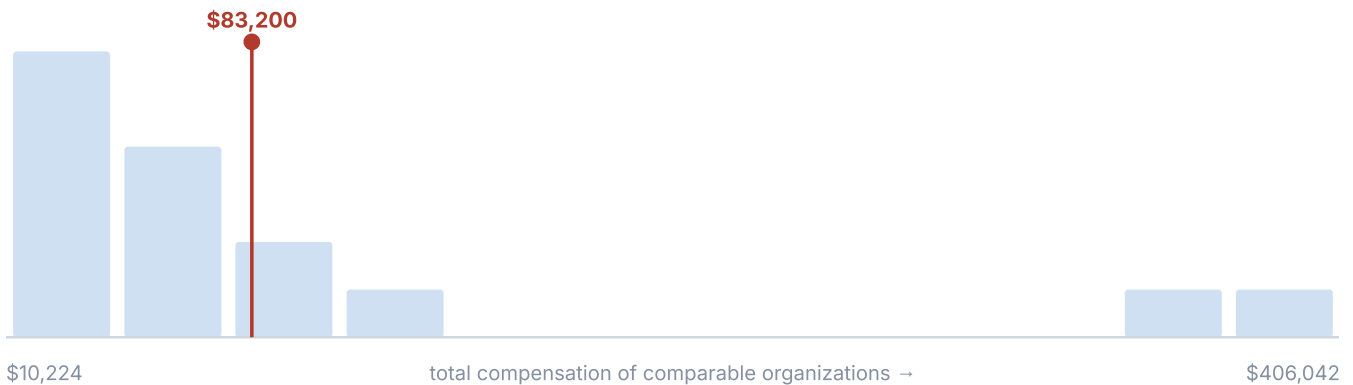 $83,200
$10,224
total compensation of comparable organizations →
$406,042